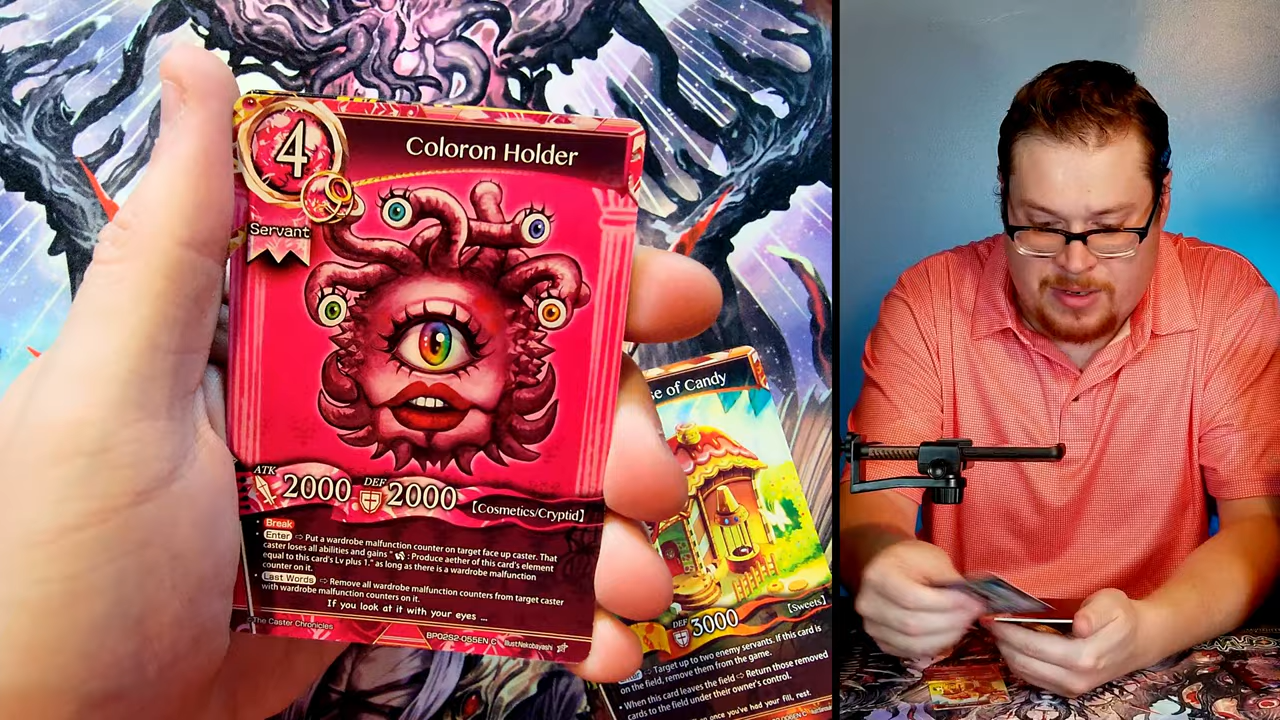 4
Coloron Holder
Servant
ATK 2000 DEF 2000
【Cosmetics/Cryptid】
• Break
• Enter ⇨ Put a wardrobe malfunction counter on target face up caster. That
caster loses all abilities and gains " : Produce aether of this card's element
equal to this card's Lv plus 1." as long as there is a wardrobe malfunction
counter on it.
• Last Words ⇨ Remove all wardrobe malfunction counters from target caster
with wardrobe malfunction counters on it.
If you look at it with your eyes ...
©The Caster Chronicles
BP02S2-055EN C Illust:Nekobayashi
se of Candy
DEF 3000
【Sweets】
⇨ Target up to two enemy servants. If this card is
on the field, remove them from the game.
• When this card leaves the field ⇨ Return those removed
cards to the field under their owner's control.
once you've had your fill, rest.